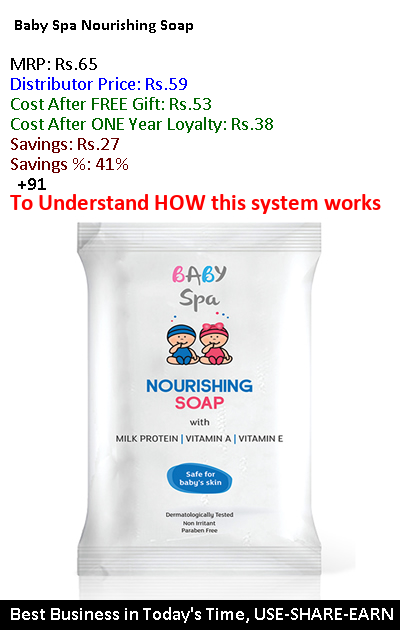 Baby Spa Nourishing Soap
MRP: Rs.65
Distributor Price: Rs.59
Cost After FREE Gift: Rs.53
Cost After ONE Year Loyalty: Rs.38
Savings: Rs.27
Savings %: 41%
+91
To Understand HOW this system works
BABY
Spa
NOURISHING
SOAP
with
MILK PROTEIN | VITAMIN A | VITAMIN E
Safe for
baby's skin
Dermatologically Tested
Non Irritant
Paraben Free
Best Business in Today's Time, USE-SHARE-EARN